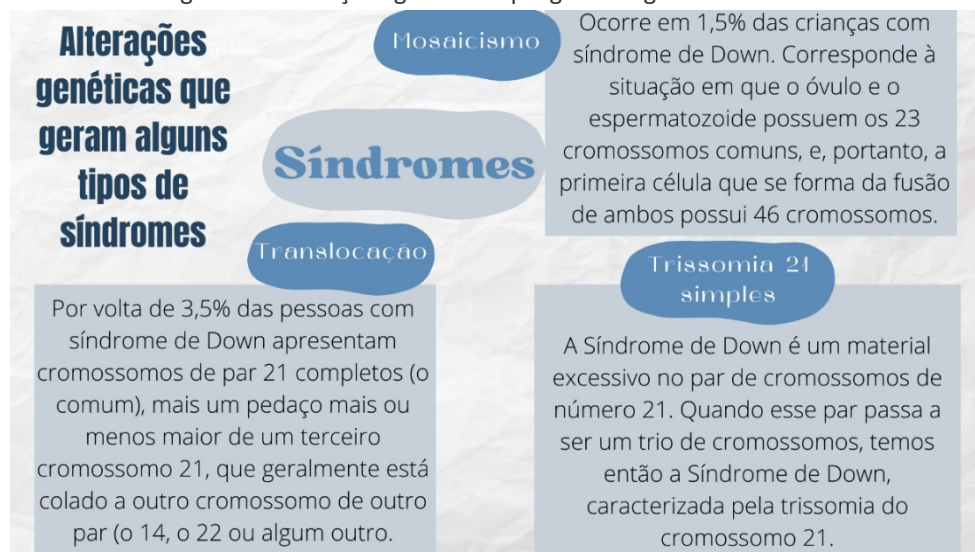 Alterações
genéticas que
geram alguns
tipos de
síndromes
Síndromes
Mosaicismo
Ocorre em 1,5% das crianças com
síndrome de Down. Corresponde à
situação em que o óvulo e o
espermatozoide possuem os 23
cromossomos comuns, e, portanto, a
primeira célula que se forma da fusão
de ambos possui 46 cromossomos.
Translocação
Por volta de 3,5% das pessoas com
síndrome de Down apresentam
cromossomos de par 21 completos (o
comum), mais um pedaço mais ou
menos maior de um terceiro
cromossomo 21, que geralmente está
colado a outro cromossomo de outro
par (o 14, o 22 ou algum outro.
Trissomia 21
simples
A Síndrome de Down é um material
excessivo no par de cromossomos de
número 21. Quando esse par passa a
ser um trio de cromossomos, temos
então a Síndrome de Down,
caracterizada pela trissomia do
cromossomo 21.